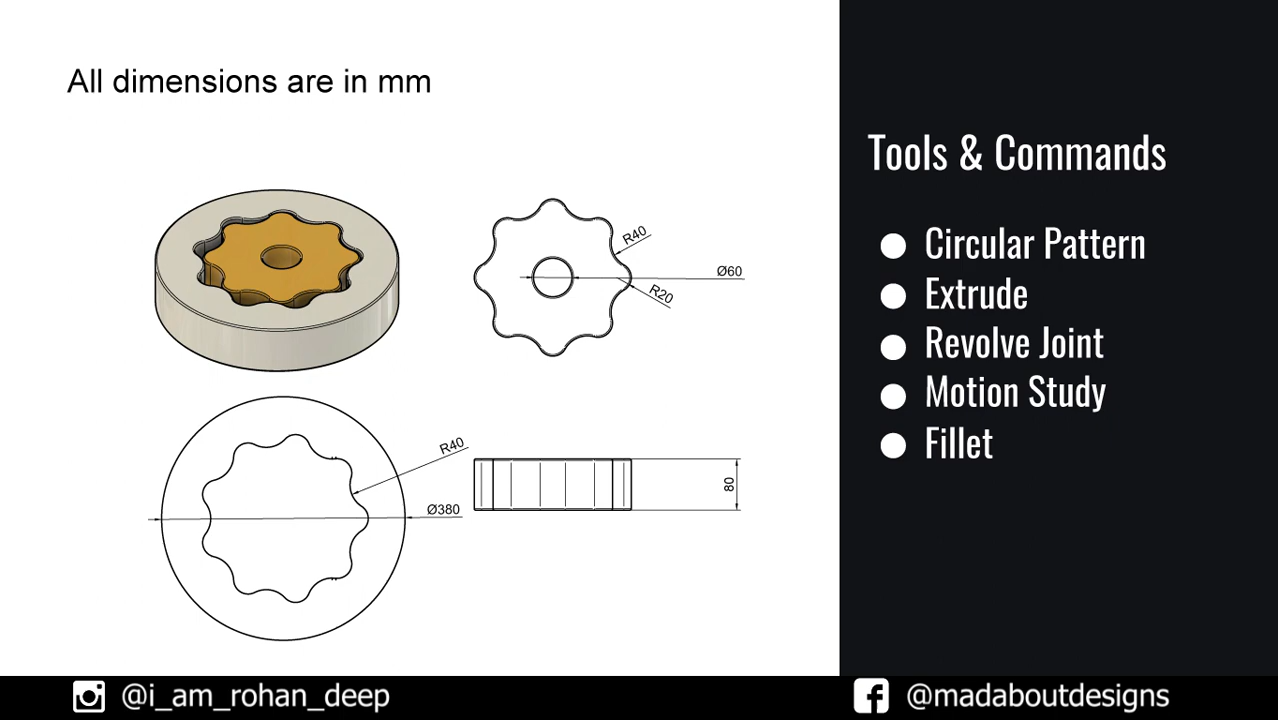 All dimensions are in mm
Tools & Commands
Circular Pattern
Extrude
Revolve Joint
Motion Study
Fillet
R40
Ø60
R20
R40
Ø380
80
@i_am_rohan_deep
@madaboutdesigns